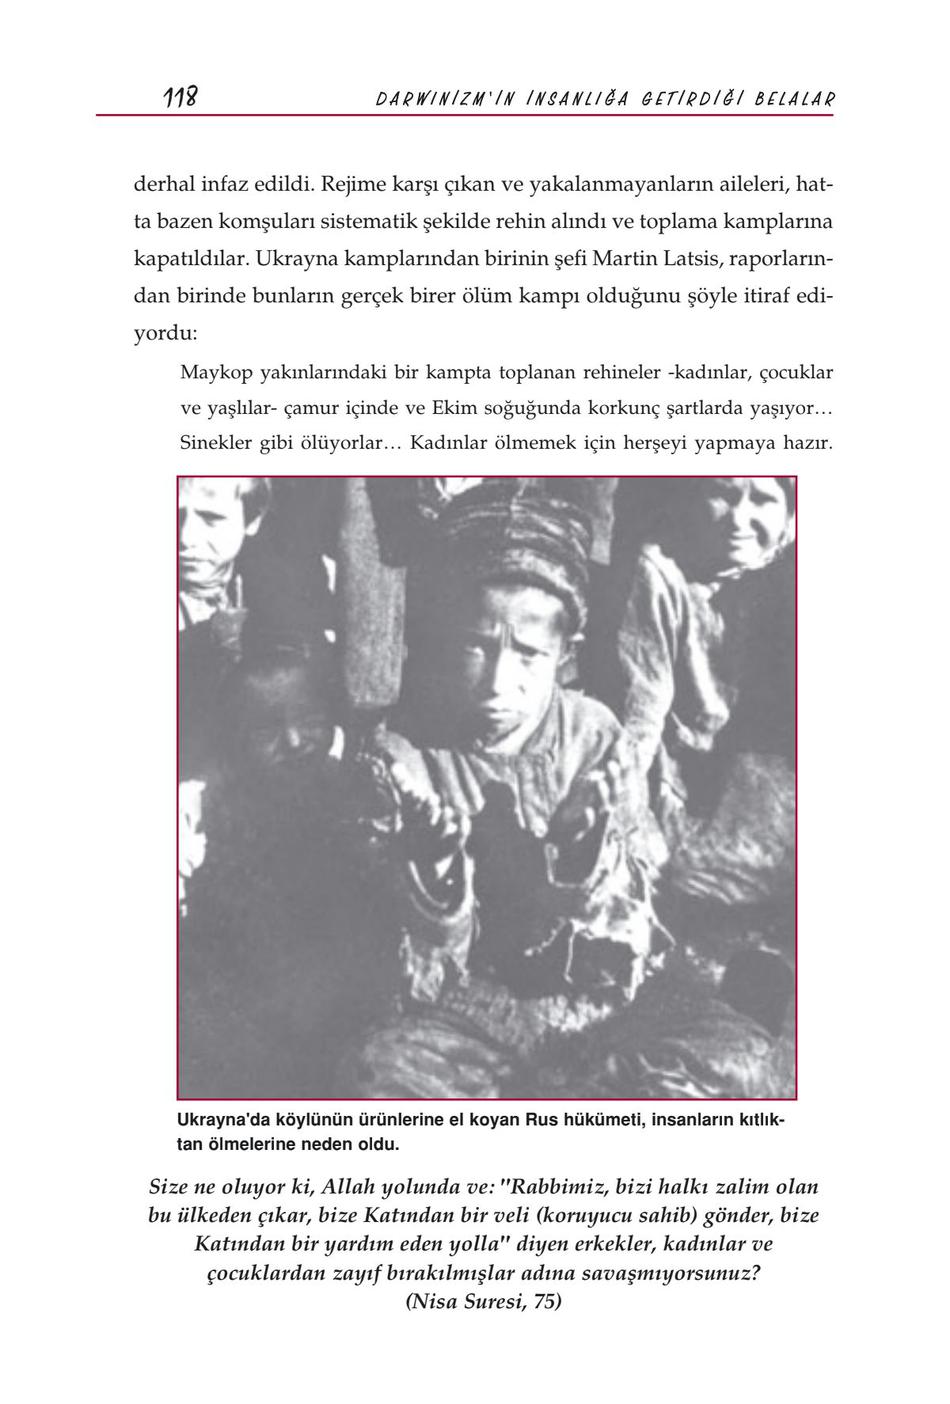 118
DARWINİZM'İN İNSANLIĞA GETİRDİĞİ BELALAR
derhal infaz edildi. Rejime karşı çıkan ve yakalanmayanların aileleri, hat-
ta bazen komşuları sistematik şekilde rehin alındı ve toplama kamplarına
kapatıldılar. Ukrayna kamplarından birinin şefi Martin Latsis, raporların-
dan birinde bunların gerçek birer ölüm kampı olduğunu şöyle itiraf edi-
yordu:
Maykop yakınlarındaki bir kampta toplanan rehineler -kadınlar, çocuklar
ve yaşlılar- çamur içinde ve Ekim soğuğunda korkunç şartlarda yaşıyor…
Sinekler gibi ölüyorlar… Kadınlar ölmemek için herşeyi yapmaya hazır.
Ukrayna'da köylünün ürünlerine el koyan Rus hükümeti, insanların kıtlık-
tan ölmelerine neden oldu.
Size ne oluyor ki, Allah yolunda ve: "Rabbimiz, bizi halkı zalim olan
bu ülkeden çıkar, bize Katından bir veli (koruyucu sahib) gönder, bize
Katından bir yardım eden yolla" diyen erkekler, kadınlar ve
çocuklardan zayıf bırakılmışlar adına savaşmıyorsunuz?
(Nisa Suresi, 75)